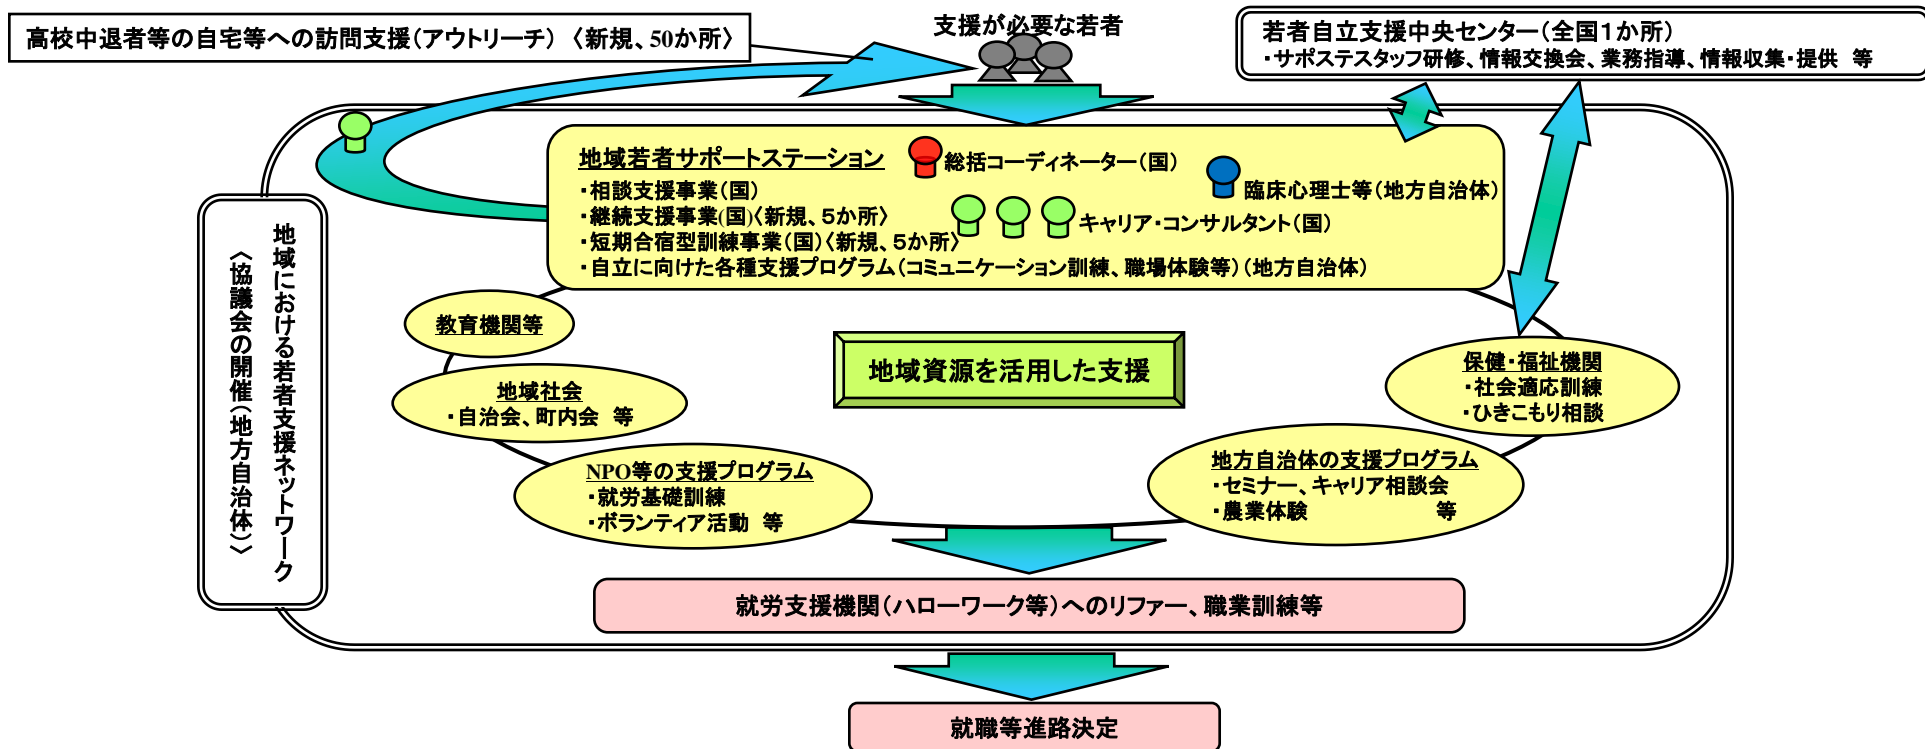 高校中退者等の自宅等への訪問支援(アウトリーチ) 〈新規、50か所〉
支援が必要な若者
若者自立支援中央センター(全国1か所)
・サポステスタッフ研修、情報交換会、業務指導、情報収集・提供 等
地域若者サポートステーション
総括コーディネーター(国)
・相談支援事業(国)
臨床心理士等(地方自治体)
・継続支援事業(国)〈新規、5か所〉
キャリア・コンサルタント(国)
・短期合宿型訓練事業(国)〈新規、5か所〉
・自立に向けた各種支援プログラム(コミュニケーション訓練、職場体験等)(地方自治体)
地域における若者支援ネットワーク
〈協議会の開催(地方自治体)〉
教育機関等
地域資源を活用した支援
保健・福祉機関
・社会適応訓練
・ひきこもり相談
地域社会
・自治会、町内会 等
NPO等の支援プログラム
・就労基礎訓練
・ボランティア活動 等
地方自治体の支援プログラム
・セミナー、キャリア相談会
・農業体験 等
就労支援機関(ハローワーク等)へのリファー、職業訓練等
就職等進路決定